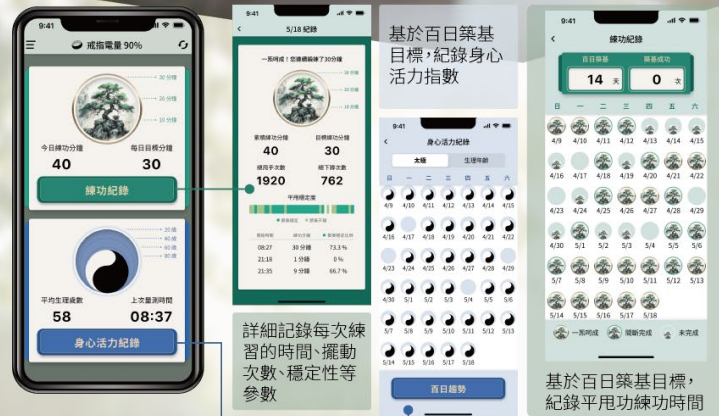 戒指電量 90%
30 分鐘
20 分鐘
10 分鐘
今日練功分鐘
每日目標分鐘
40
30
練功紀錄
20 歲
40 歲
60 歲
80 歲
平均生理歲數
上次量測時間
58
08:37
身心活力紀錄
9:41
5/18 紀錄
一炁呵成！您連續鍛練了30分鐘
30 分鐘
20 分鐘
10 分鐘
累積練功分鐘
目標練功分鐘
40
30
總甩手次數
總下蹲次數
1920
762
平甩穩定度
練功分鐘
08:27
30 分鐘
73.3 %
21:18
1 分鐘
0 %
21:35
9 分鐘
66.7 %
詳細記錄每次練
習的時間、擺動
次數、穩定性等
參數
基於百日築基
目標，紀錄身心
活力指數
9:41
身心活力紀錄
太極
生理年齡
日 一 二 三 四 五 六
4/9 4/10 4/11 4/12 4/13 4/14 4/15
4/16 4/17 4/18 4/19 4/20 4/21 4/22
4/23 4/24 4/25 4/26 4/27 4/28 4/29
4/30 5/1 5/2 5/3 5/4 5/5 5/6
5/7 5/8 5/9 5/10 5/11 5/12 5/13
5/14 5/15 5/16 5/17 5/18
百日趨勢
9:41
練功紀錄
百日築基
築基成功
14 天
0 次
日 一 二 三 四 五 六
4/9 4/10 4/11 4/12 4/13 4/14 4/15
4/16 4/17 4/18 4/19 4/20 4/21 4/22
4/23 4/24 4/25 4/26 4/27 4/28 4/29
4/30 5/1 5/2 5/3 5/4 5/5 5/6
5/7 5/8 5/9 5/10 5/11 5/12 5/13
5/14 5/15 5/16 5/17 5/18
一炁呵成
間斷完成
未完成
基於百日築基目標，
紀錄平甩功練功時間